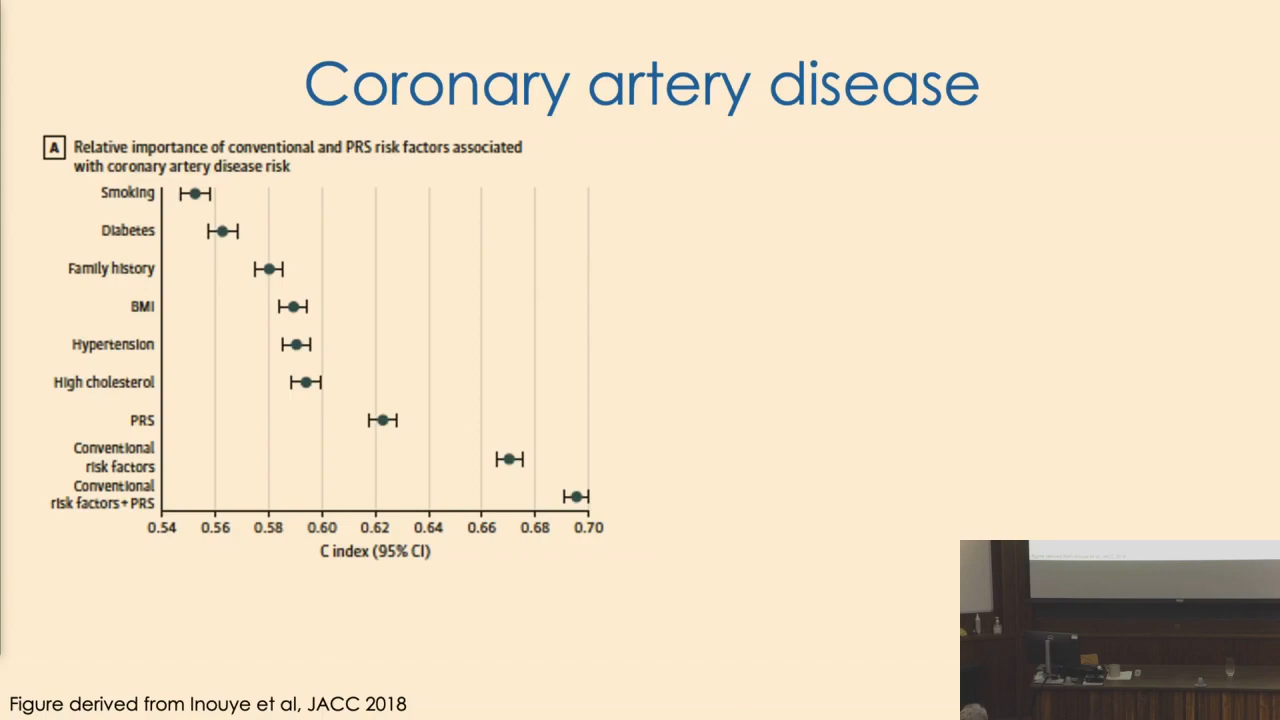 Coronary artery disease
A Relative importance of conventional and PRS risk factors associated
with coronary artery disease risk
Smoking
Diabetes
Family history
BMI
Hypertension
High cholesterol
PRS
Conventional
risk factors
Conventional
risk factors+PRS
0.54 0.56 0.58 0.60 0.62 0.64 0.66 0.68 0.70
C index (95% CI)
Figure derived from Inouye et al, JACC 2018